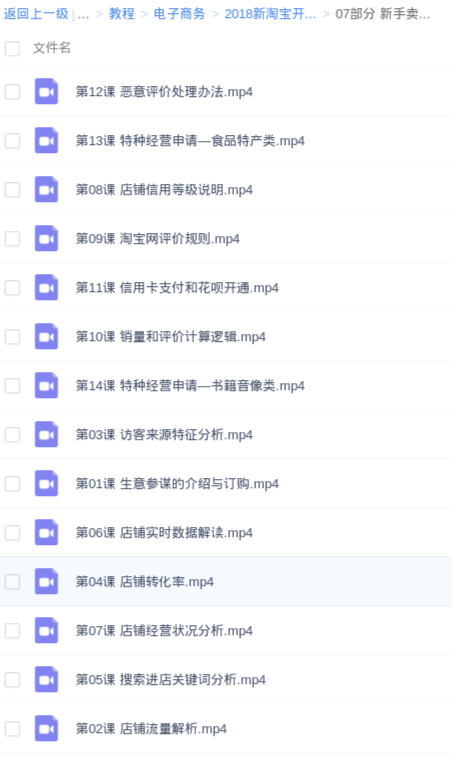 返回上一级 | ... > 教程 > 电子商务 > 2018新淘宝开... > 07部分 新手卖...
文件名
第12课 恶意评价处理办法.mp4
第13课 特种经营申请—食品特产类.mp4
第08课 店铺信用等级说明.mp4
第09课 淘宝网评价规则.mp4
第11课 信用卡支付和花呗开通.mp4
第10课 销量和评价计算逻辑.mp4
第14课 特种经营申请—书籍音像类.mp4
第03课 访客来源特征分析.mp4
第01课 生意参谋的介绍与订购.mp4
第06课 店铺实时数据解读.mp4
第04课 店铺转化率.mp4
第07课 店铺经营状况分析.mp4
第05课 搜索进店关键词分析.mp4
第02课 店铺流量解析.mp4